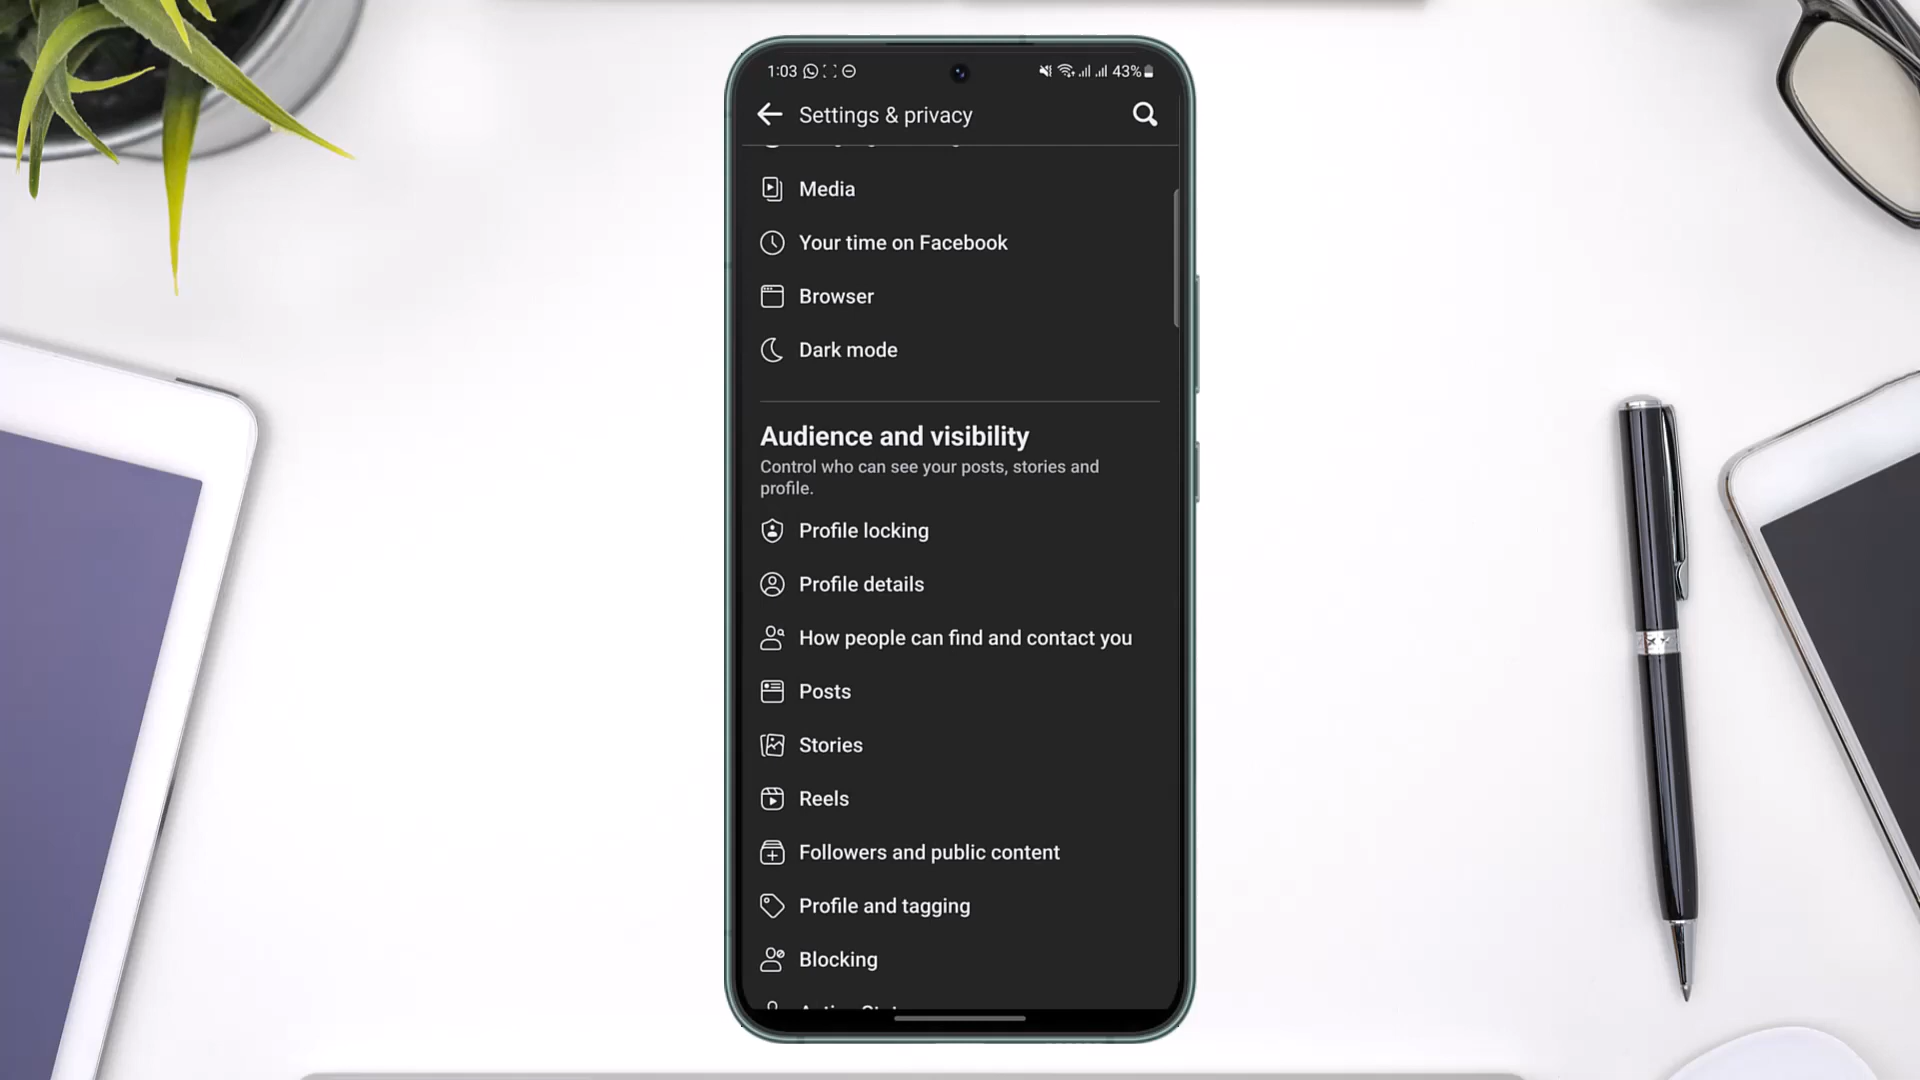 1:03 43%
Settings & privacy
Media
Your time on Facebook
Browser
Dark mode
Audience and visibility
Control who can see your posts, stories and
profile.
Profile locking
Profile details
How people can find and contact you
Posts
Stories
Reels
Followers and public content
Profile and tagging
Blocking